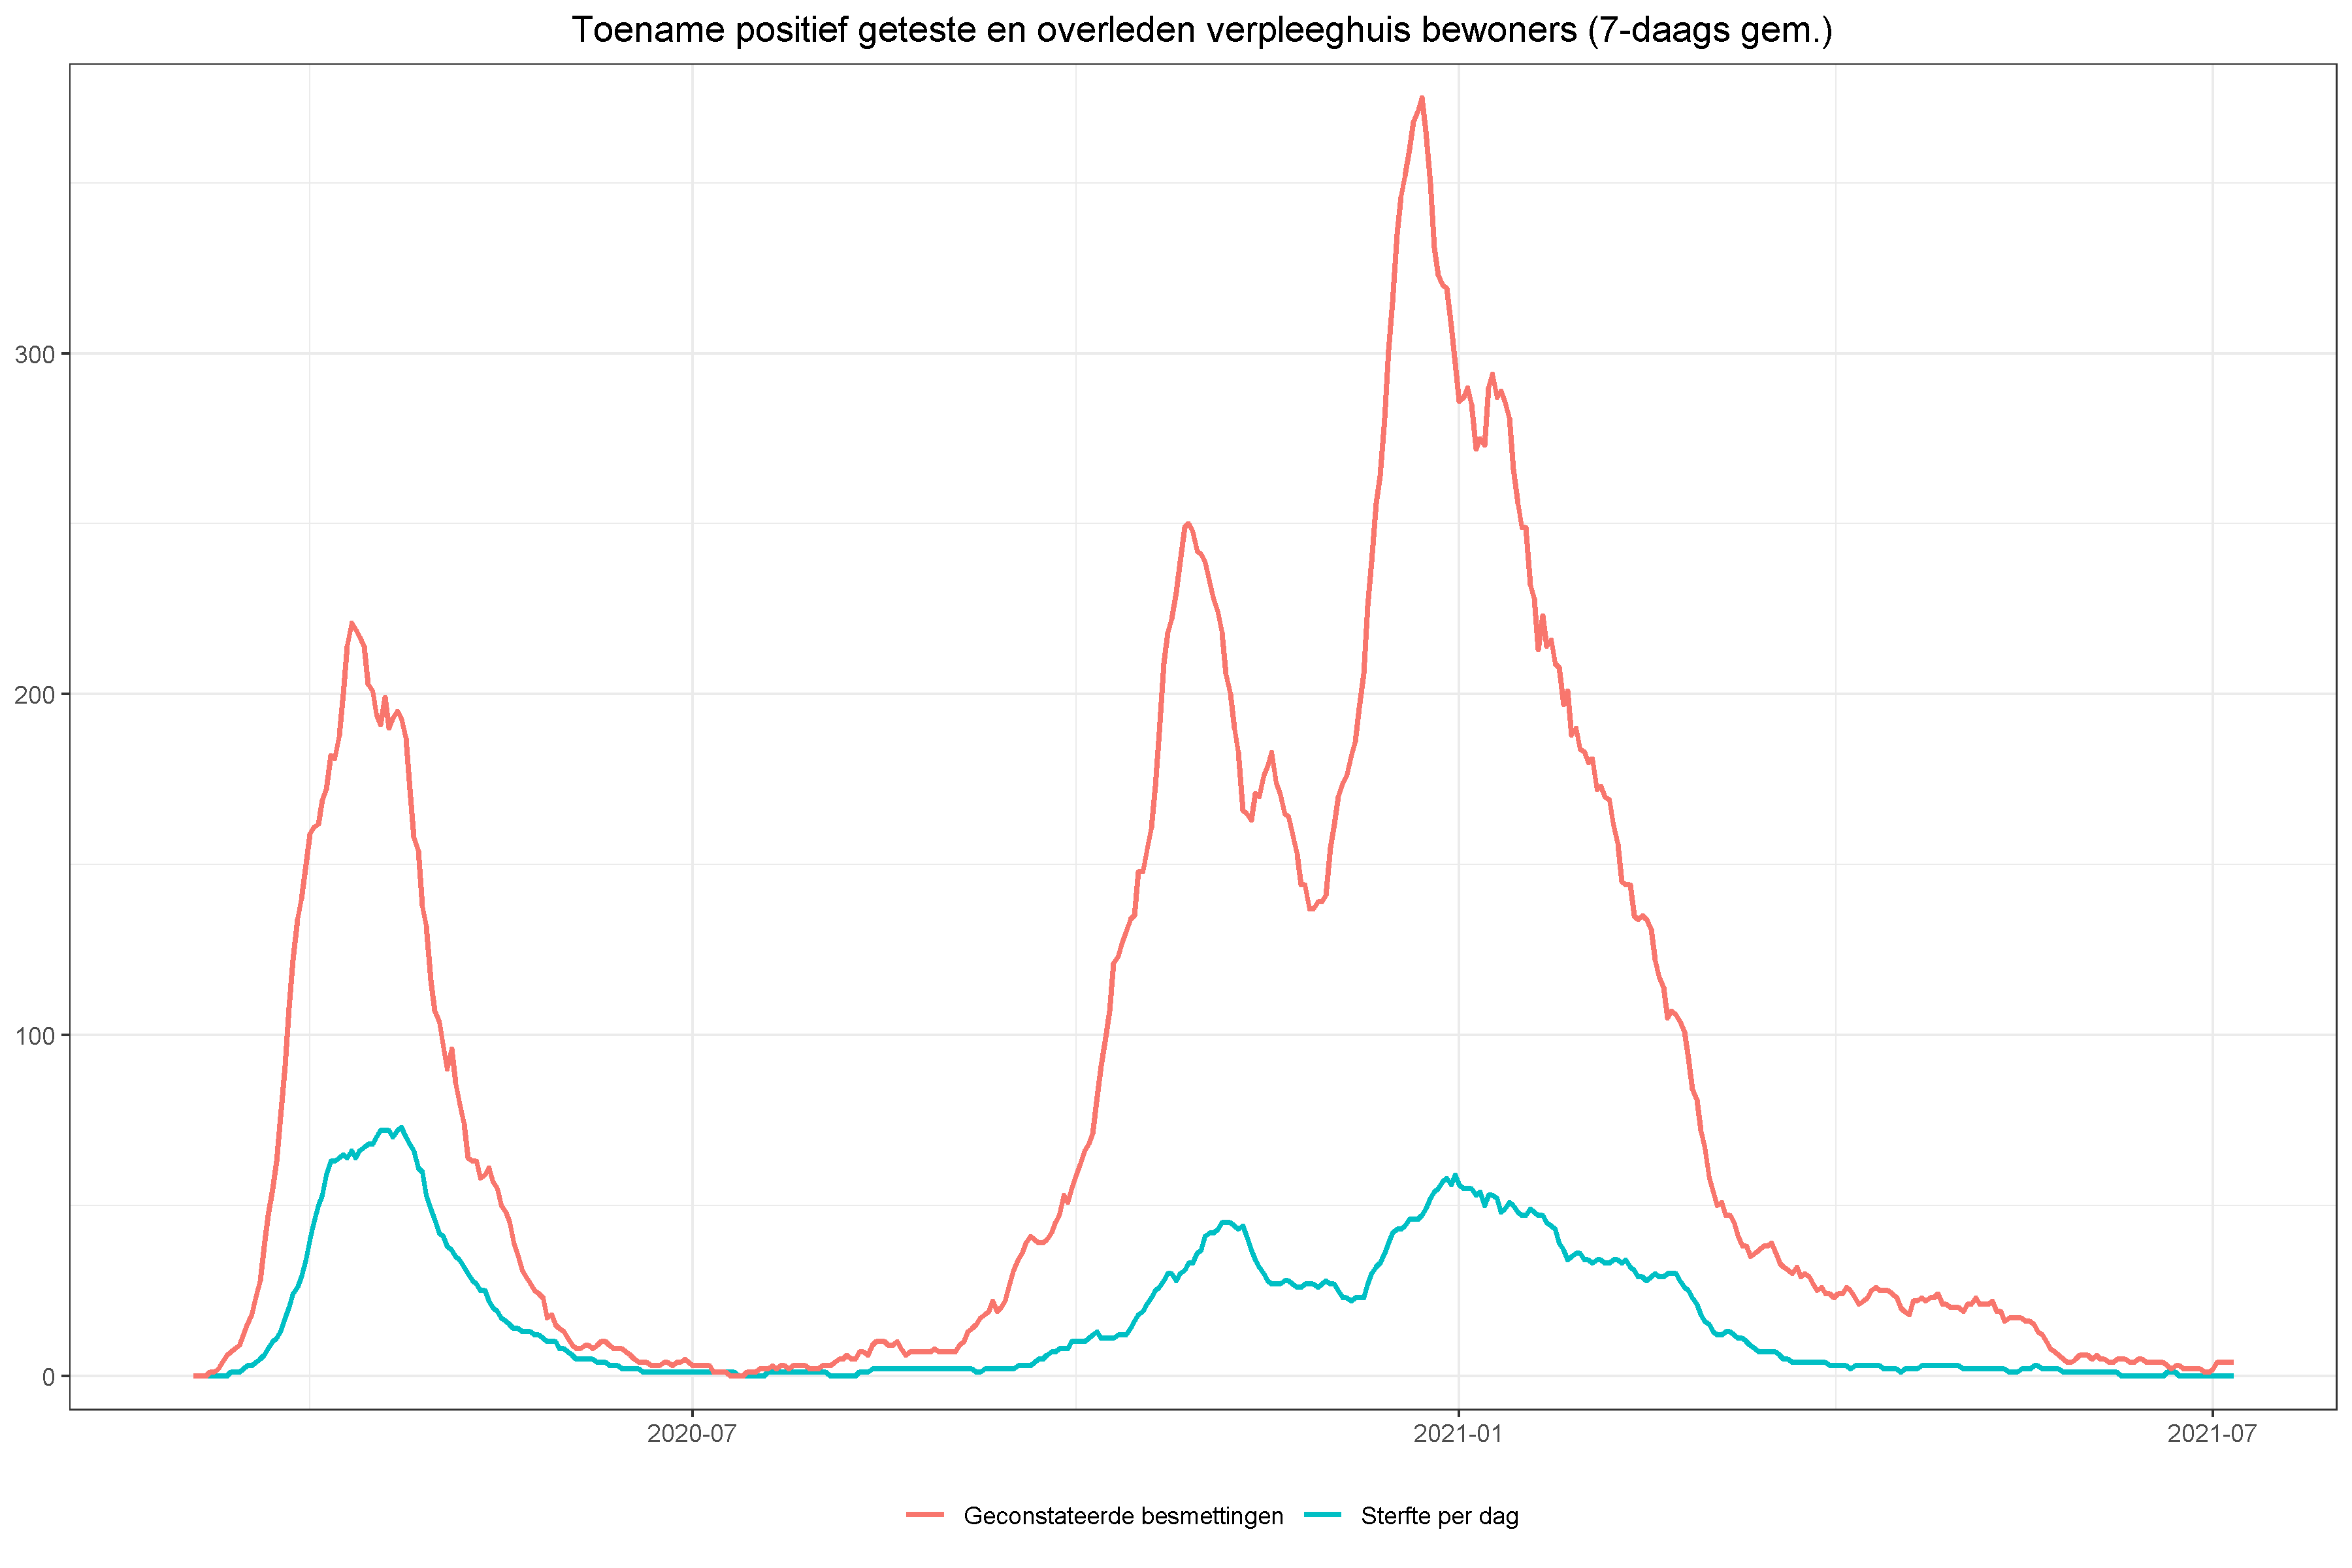 Toename positief geteste en overleden verpleeghuis bewoners (7-daags gem.)
300
200
100
0
2020-07 2021-01 2021-07
Geconstateerde besmettingen Sterfte per dag